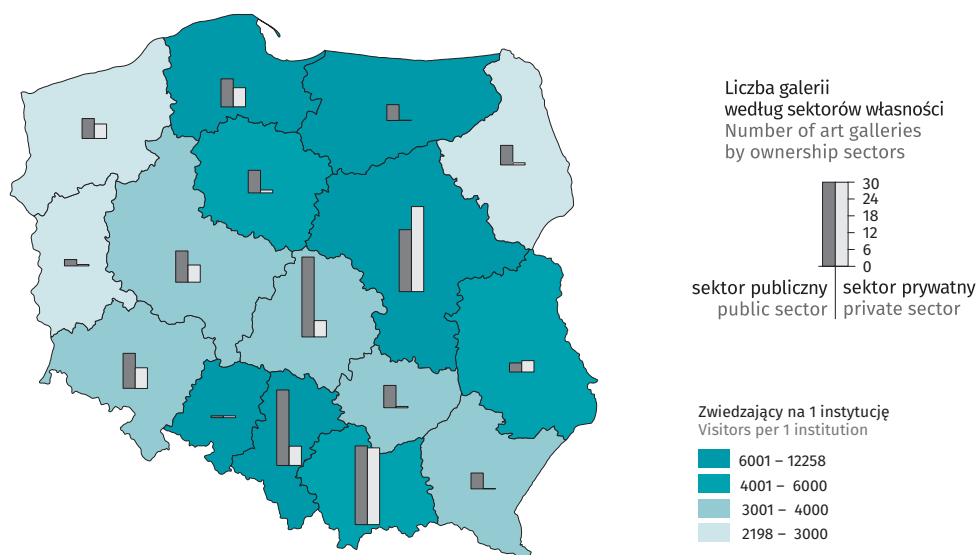 Liczba galerii
według sektorów własności
Number of art galleries
by ownership sectors
30
24
18
12
6
0
sektor publiczny
public sector
sektor prywatny
private sector
Zwiedzający na 1 instytucję
Visitors per 1 institution
6001 – 12258
4001 – 6000
3001 – 4000
2198 – 3000